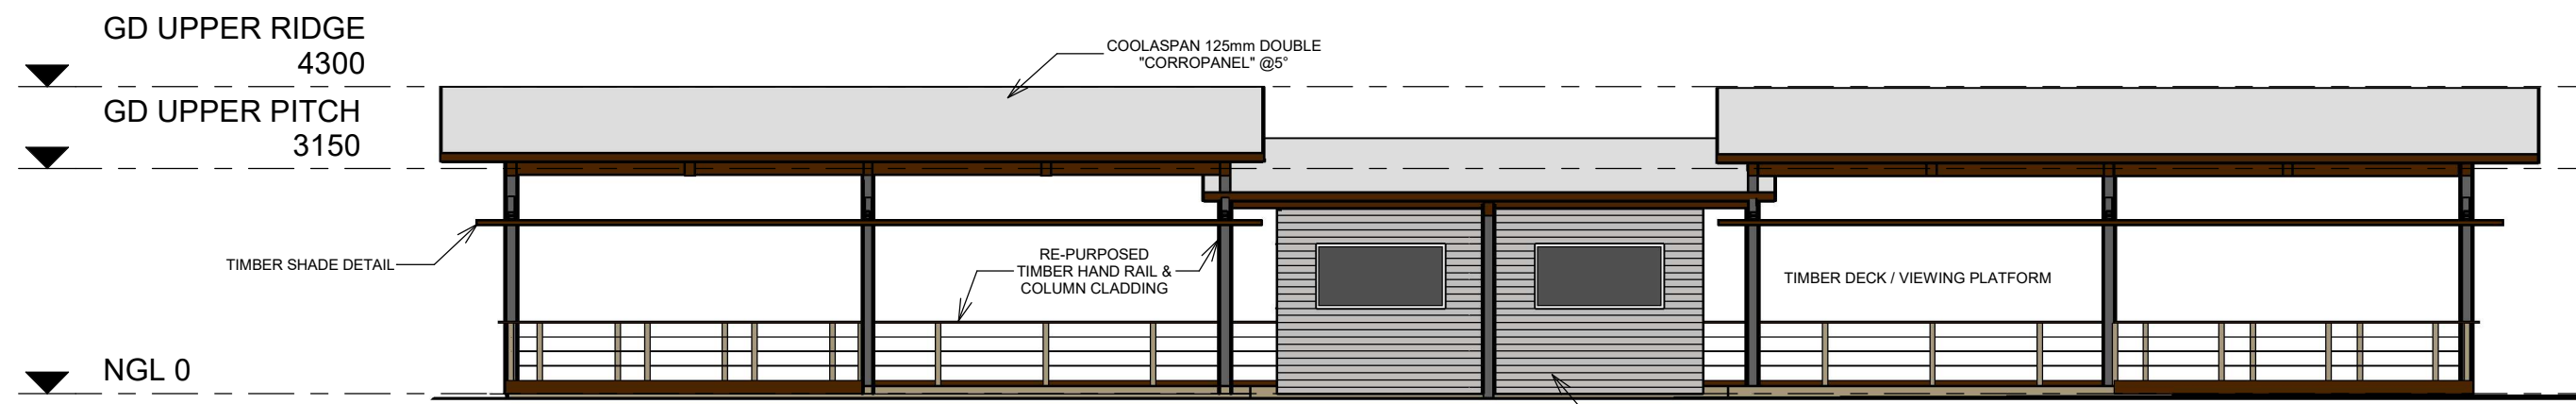 GD UPPER RIDGE
4300
GD UPPER PITCH
3150
NGL 0
COOLASPAN 125mm DOUBLE
"CORROPANEL" @5°
TIMBER SHADE DETAIL
RE-PURPOSED
TIMBER HAND RAIL &
COLUMN CLADDING
TIMBER DECK / VIEWING PLATFORM